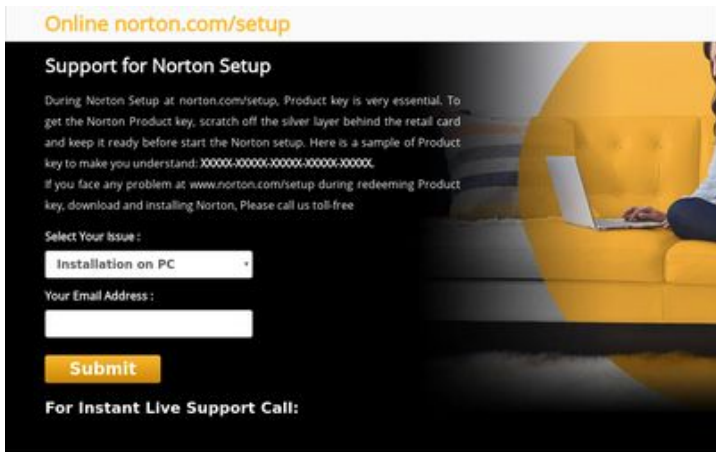 Online norton.com/setup
Support for Norton Setup
During Norton Setup at norton.com/setup, Product key is very essential. To
get the Norton Product key, scratch off the silver layer behind the retail card
and keep it ready before start the Norton setup. Here is a sample of Product
key to make you understand: XXXXX-XXXXX-XXXXX-XXXXX-XXXXX.
If you face any problem at www.norton.com/setup during redeeming Product
key, download and installing Norton, Please call us toll-free
Select Your Issue :
Installation on PC
Your Email Address :
Submit
For Instant Live Support Call: